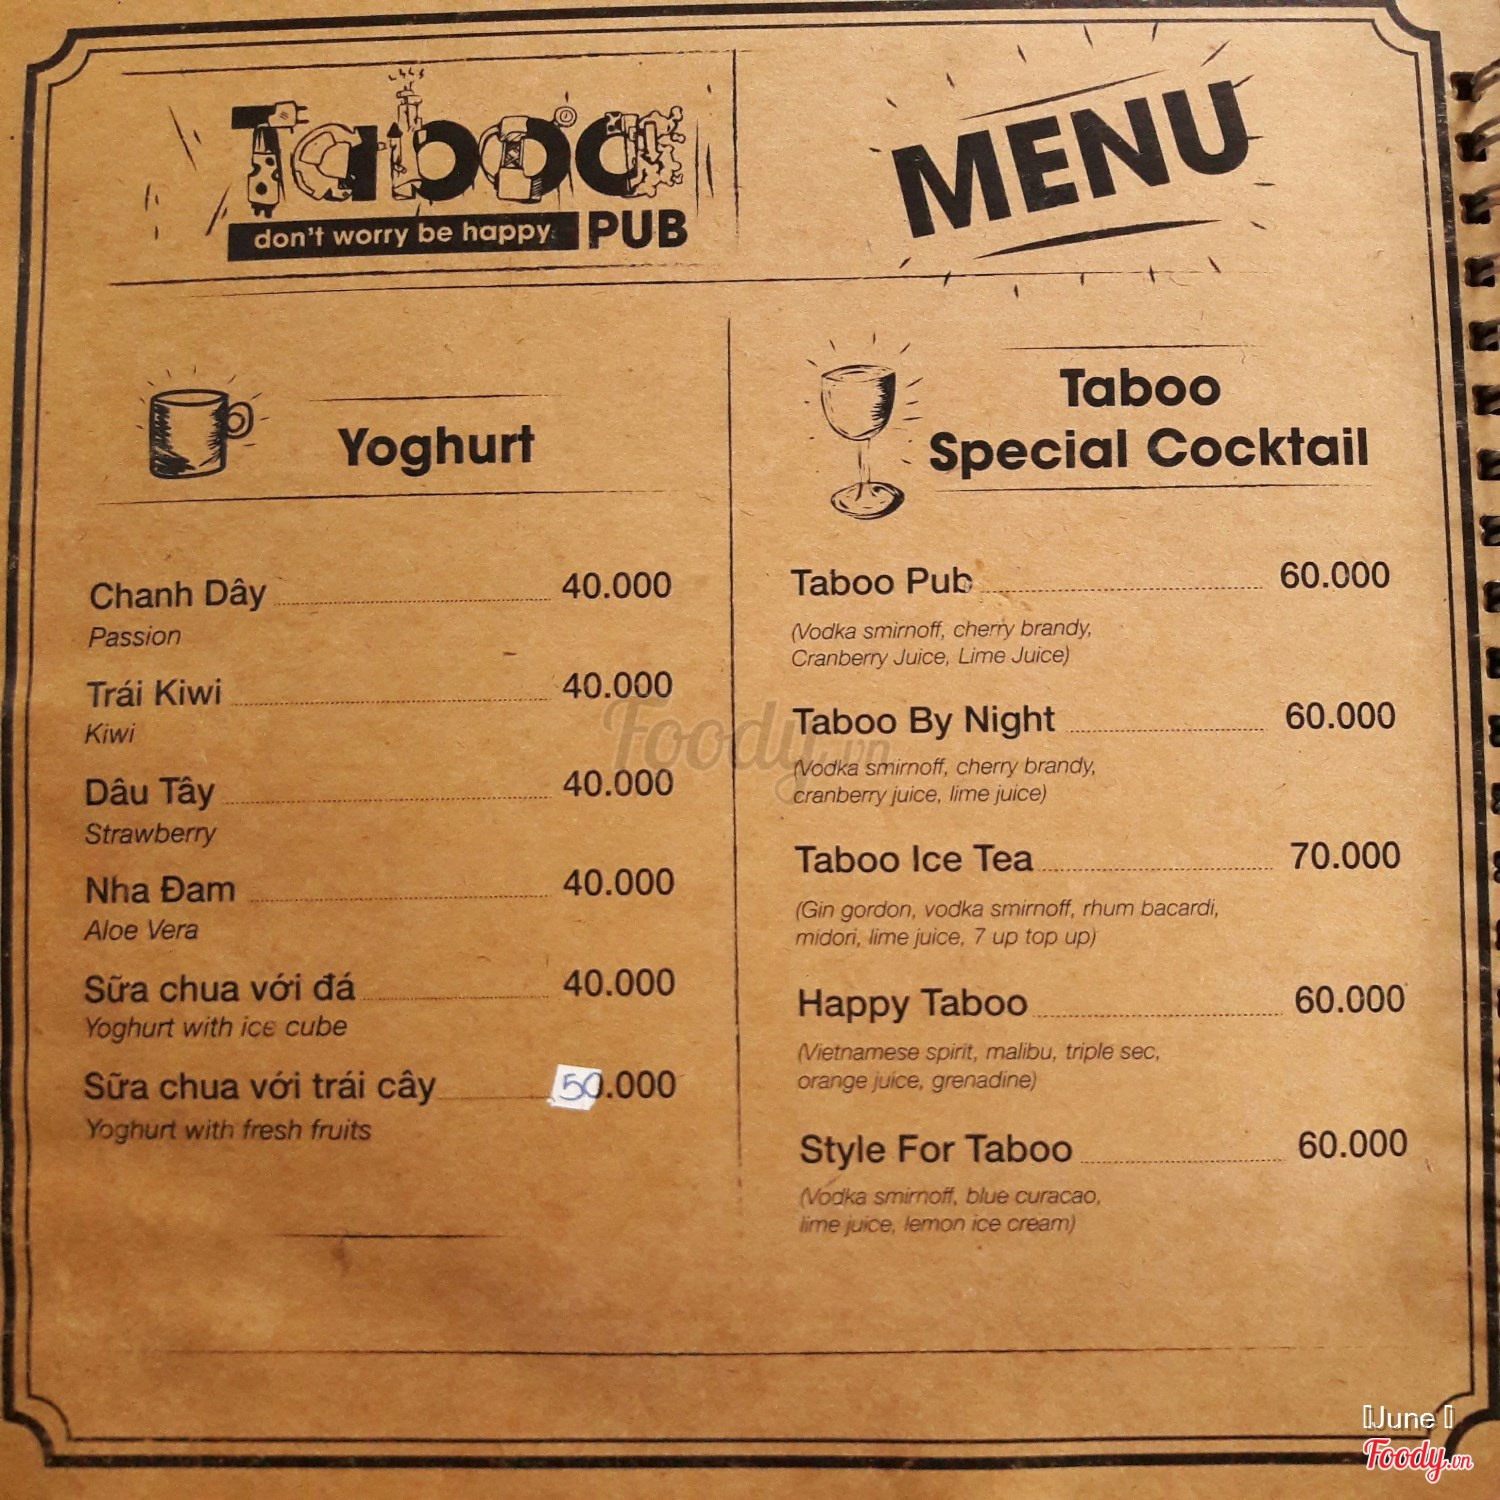 Taboo
don't worry be happy PUB
MENU
Yoghurt
Chanh Dây 40.000
Passion
Trái Kiwi 40.000
Kiwi
Dâu Tây 40.000
Strawberry
Nha Đam 40.000
Aloe Vera
Sữa chua với đá 40.000
Yoghurt with ice cube
Sữa chua với trái cây 50.000
Yoghurt with fresh fruits
Taboo
Special Cocktail
Taboo Pub 60.000
(Vodka smirnoff, cherry brandy,
Cranberry Juice, Lime Juice)
Taboo By Night 60.000
(Vodka smirnoff, cherry brandy,
cranberry juice, lime juice)
Taboo Ice Tea 70.000
(Gin gordon, vodka smirnoff, rhum bacardi,
midori, lime juice, 7 up top up)
Happy Taboo 60.000
(Vietnamese spirit, malibu, triple sec,
orange juice, grenadine)
Style For Taboo 60.000
(Vodka smirnoff, blue curacao,
lime juice, lemon ice cream)
Foody.vn
June
Foody.vn